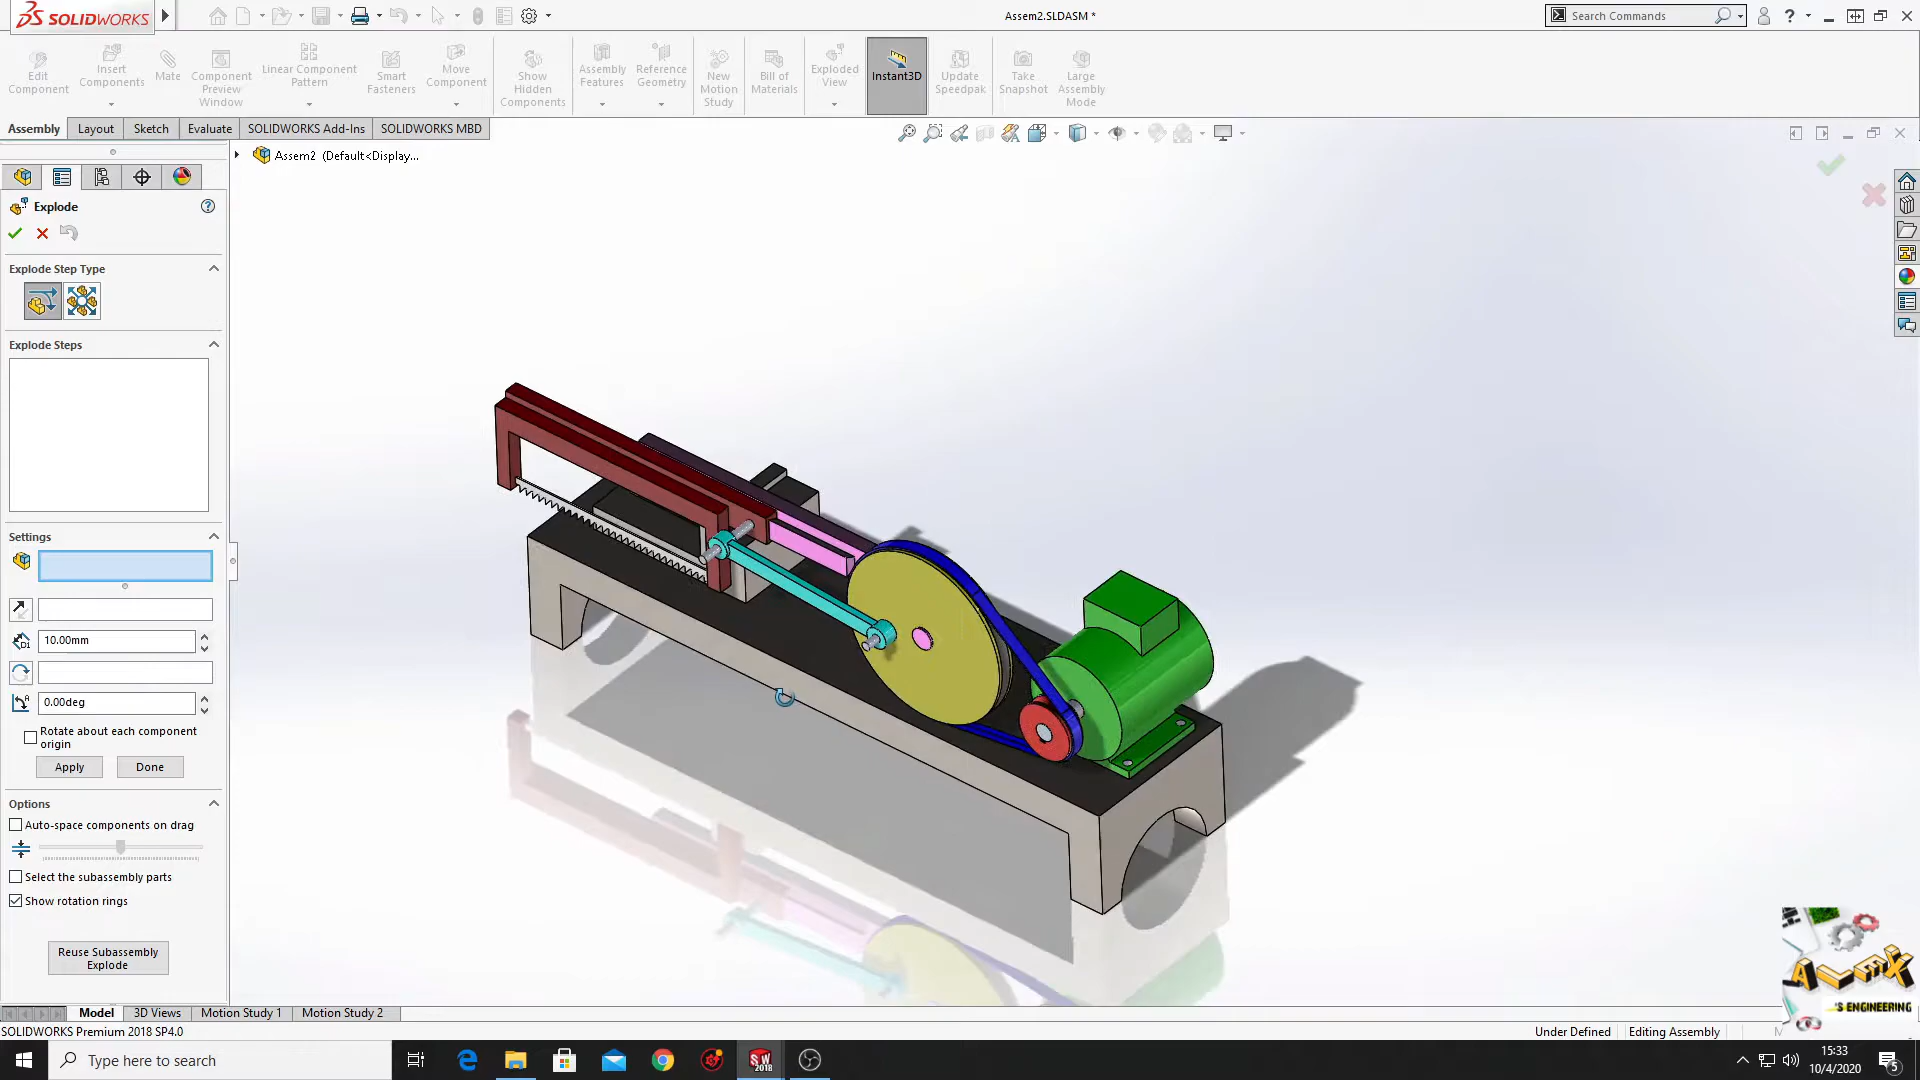 SOLIDWORKS
Assem2.SLDASM *
Search Commands
Edit
Component
Insert
Components
Mate
Component
Preview
Window
Linear Component
Pattern
Smart
Fasteners
Move
Component
Show
Hidden
Components
Assembly
Features
Reference
Geometry
New
Motion
Study
Bill of
Materials
Exploded
View
Instant3D
Update
Speedpak
Take
Snapshot
Large
Assembly
Mode
Assembly
Layout
Sketch
Evaluate
SOLIDWORKS Add-Ins
SOLIDWORKS MBD
Assem2 (Default<Display...
Explode
Explode Step Type
Explode Steps
Settings
D1
10.00mm
0.00deg
Rotate about each component
origin
Apply
Done
Options
Auto-space components on drag
Select the subassembly parts
Show rotation rings
Reuse Subassembly
Explode
ALEX
'S ENGINEERING
Model
3D Views
Motion Study 1
Motion Study 2
SOLIDWORKS Premium 2018 SP4.0
Under Defined
Editing Assembly
Type here to search
SW
2018
15:33
10/4/2020
5